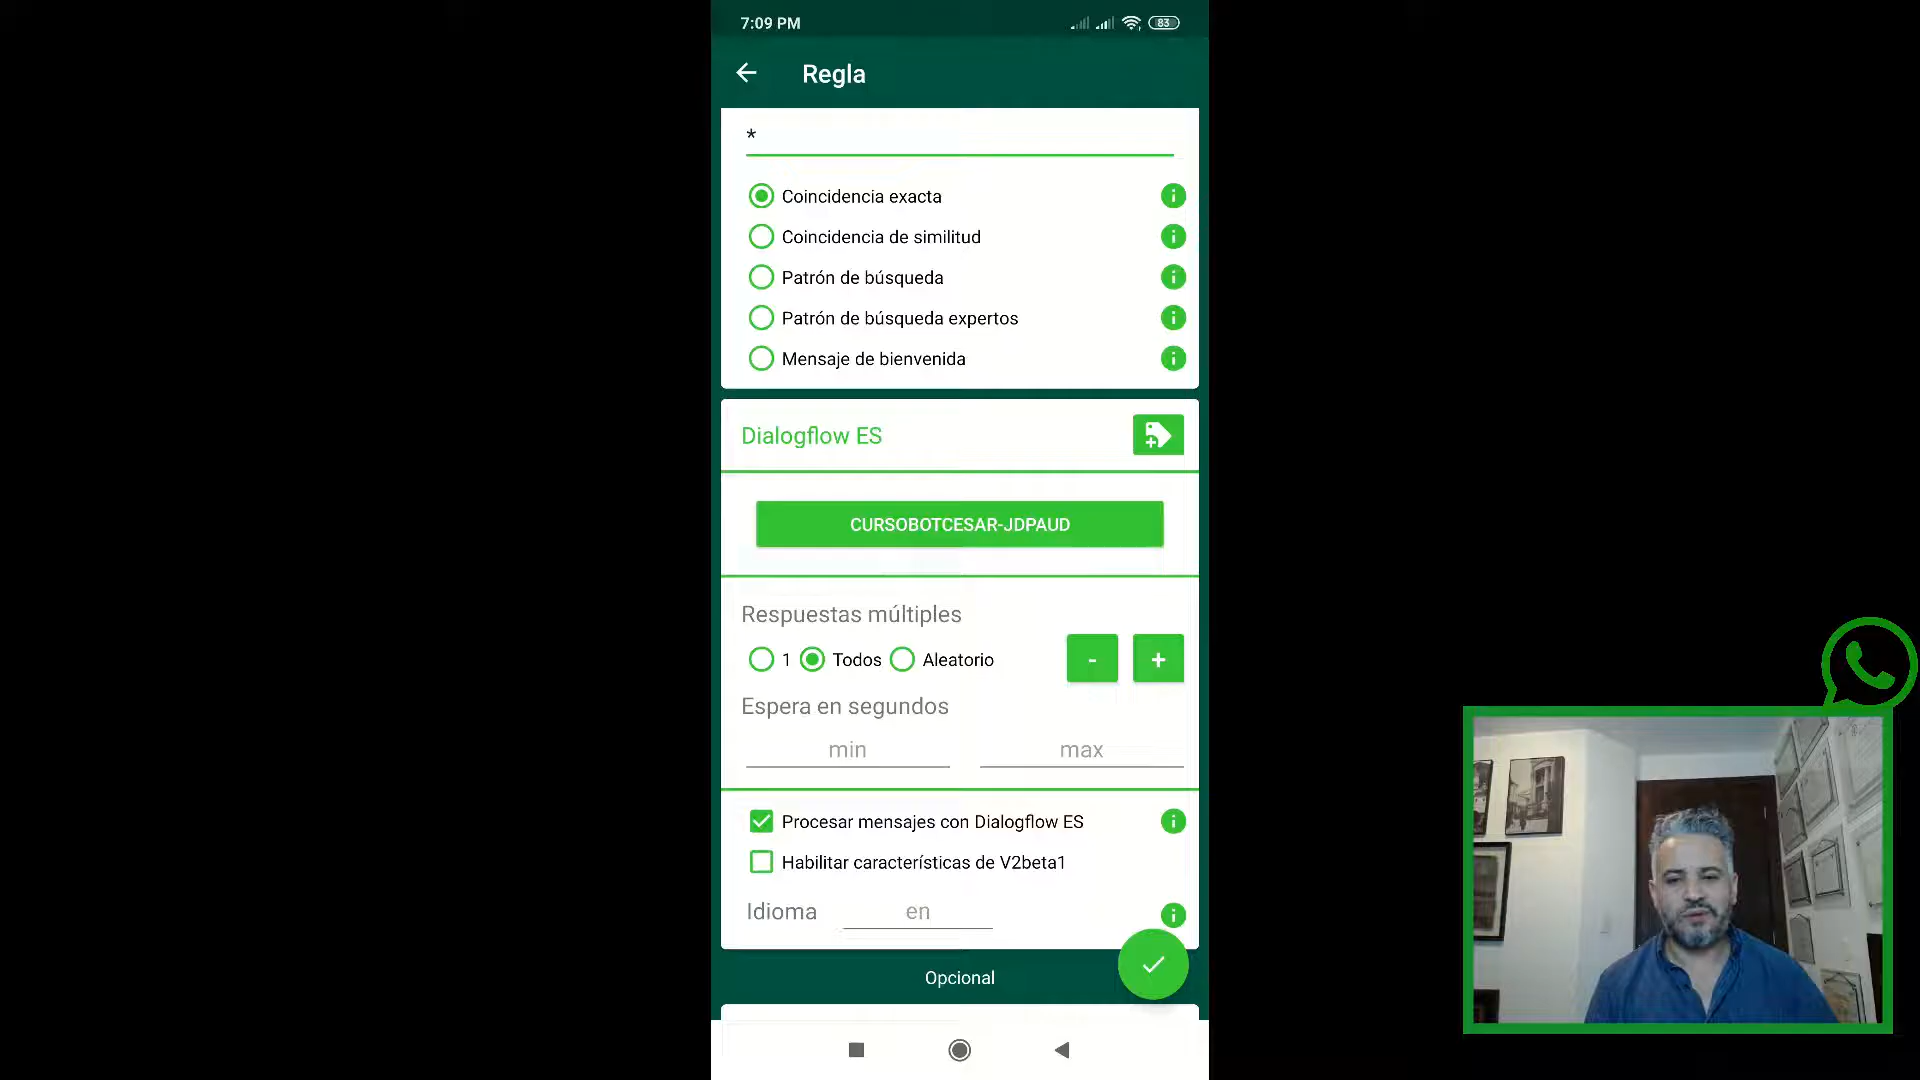 7:09 PM
83
Regla
*
Coincidencia exacta
Coincidencia de similitud
Patrón de búsqueda
Patrón de búsqueda expertos
Mensaje de bienvenida
Dialogflow ES
CURSOBOTCESAR-JDPAUD
Respuestas múltiples
1 Todos Aleatorio - +
Espera en segundos
min max
Procesar mensajes con Dialogflow ES
Habilitar características de V2beta1
Idioma en
Opcional